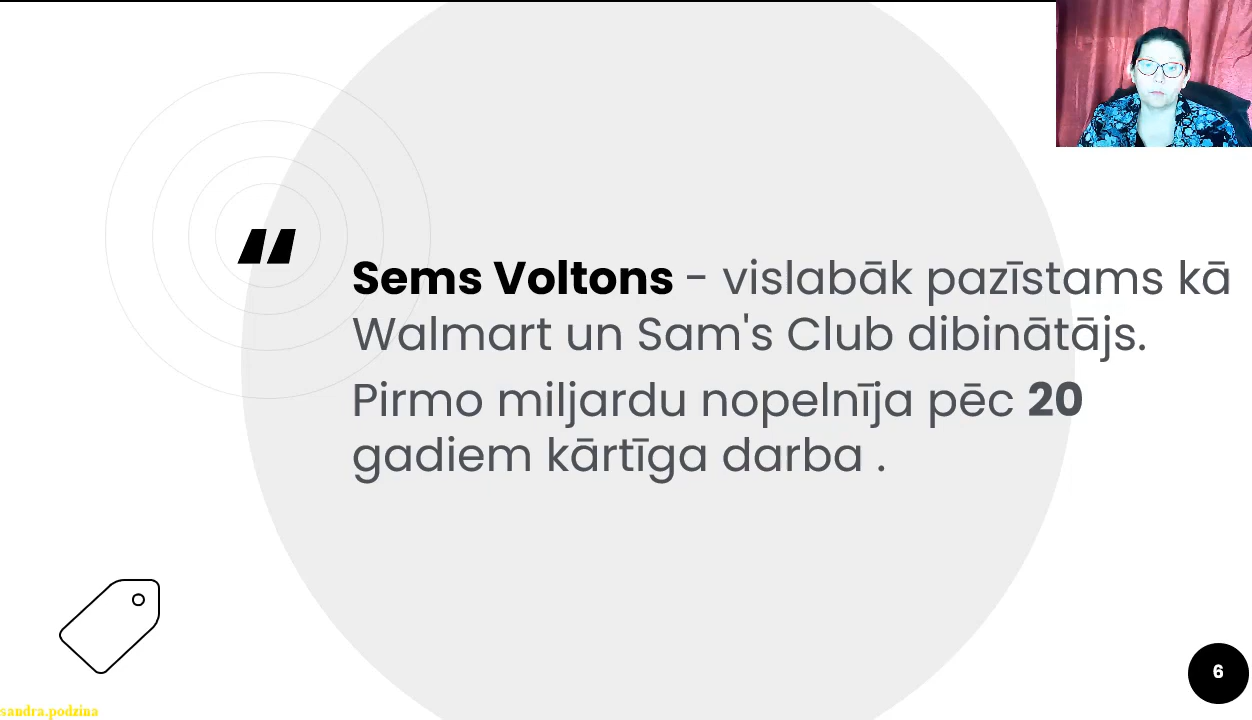 “
Sems Voltons - vislabāk pazīstams kā
Walmart un Sam's Club dibinātājs.
Pirmo miljardu nopelnīja pēc 20
gadiem kārtīga darba .
6
sandra.podzina